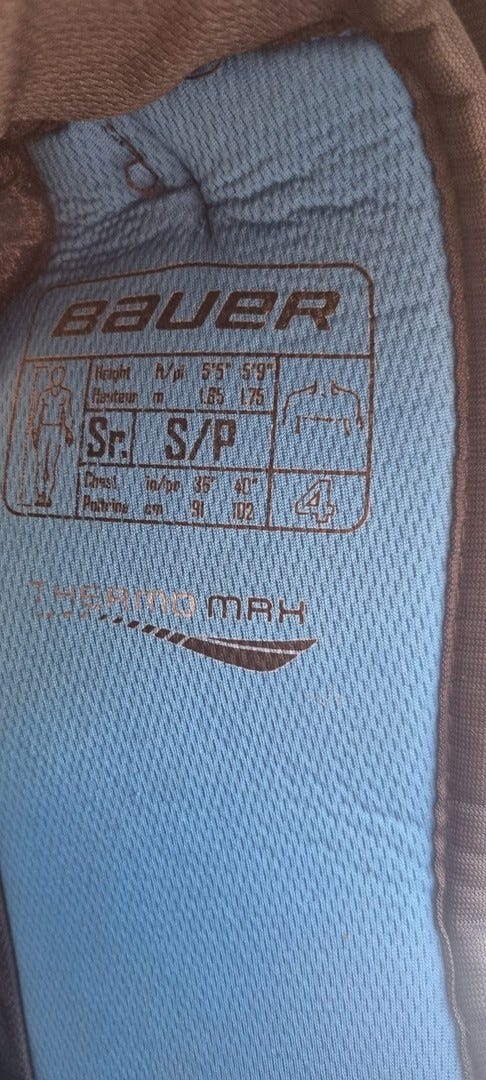 BAUER
Height ft/pi 5'5" 5'9"
Hauteur m 1.65 1.75
Sr. S/P
Chest in/po 36" 40"
Poitrine cm 91 102
4
THERMO MAX